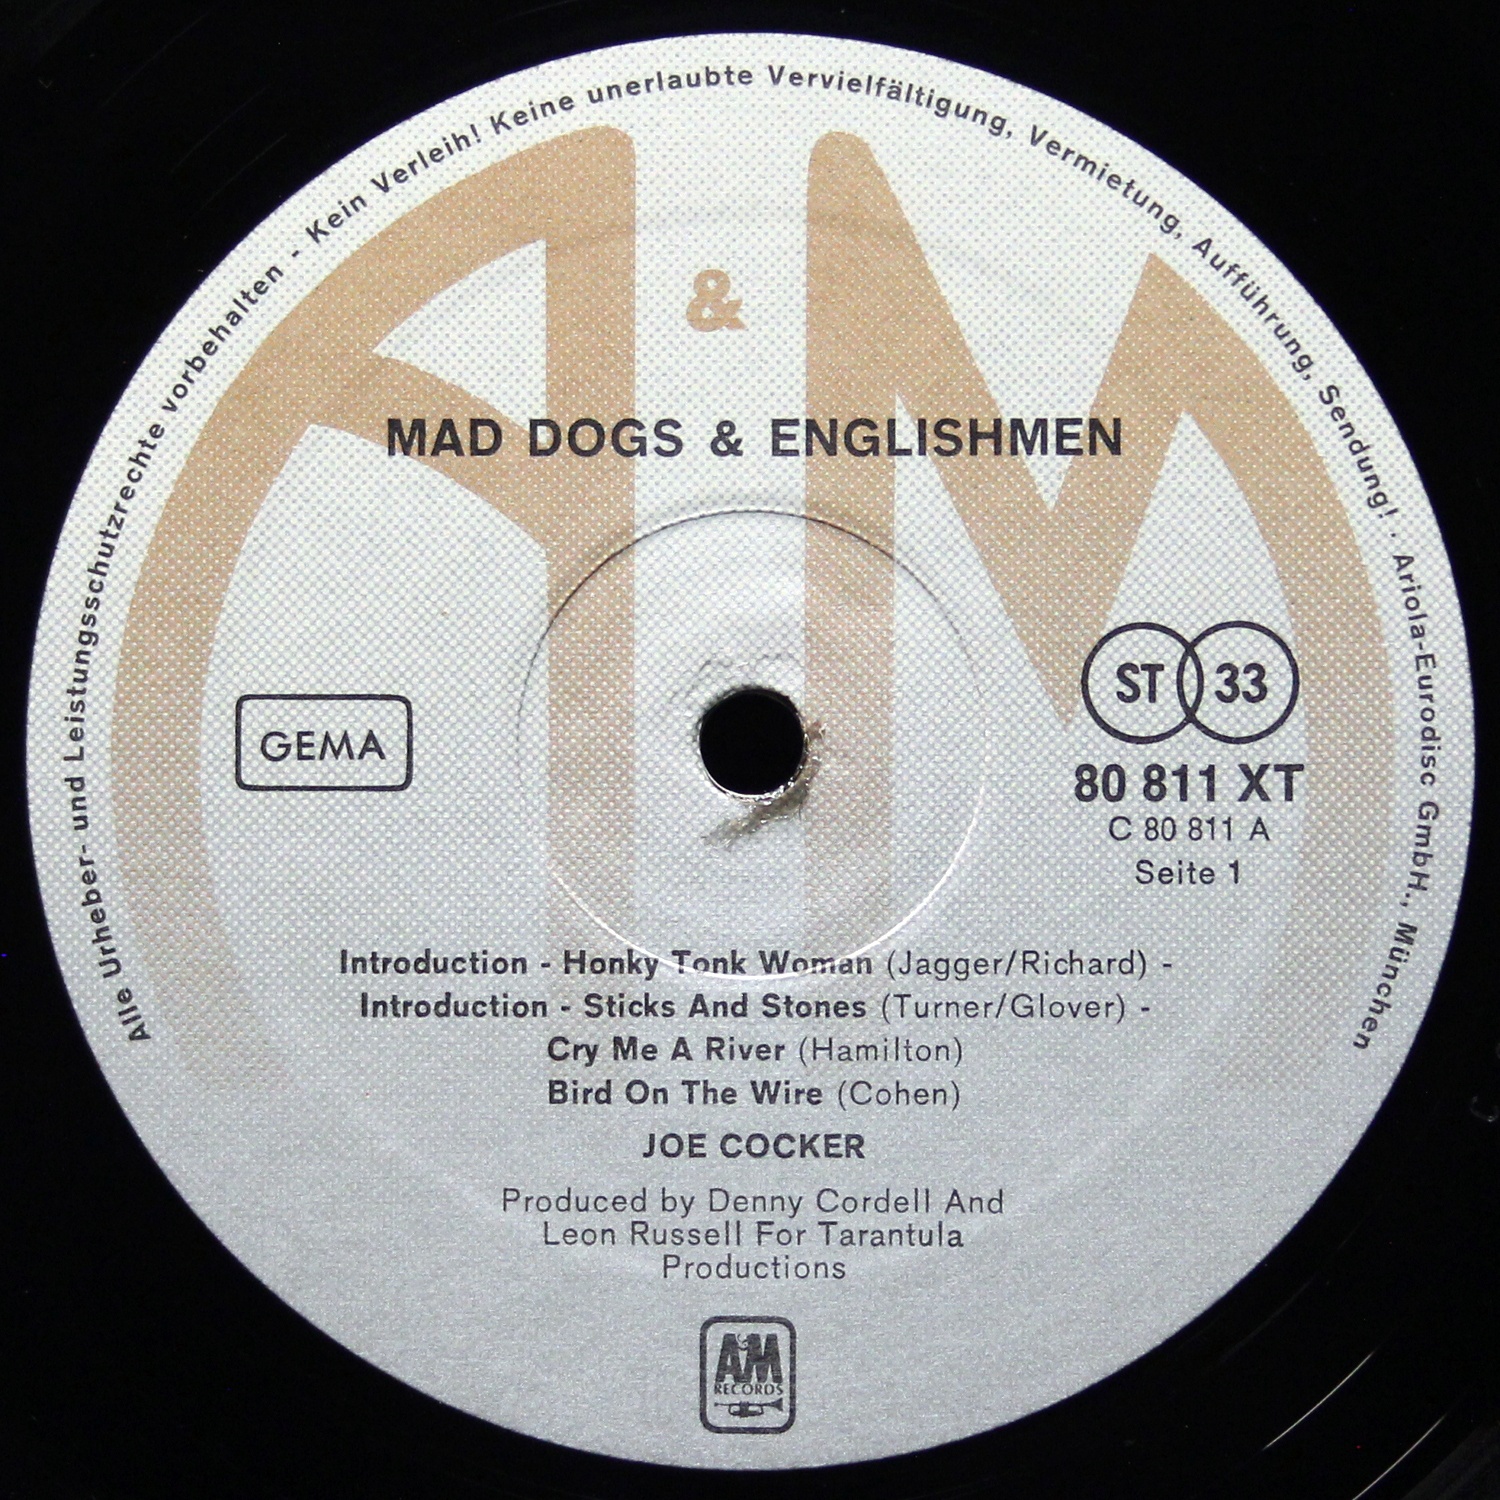 Alle Urheber- und Leistungsschutzrechte vorbehalten - Kein Verleih! Keine unerlaubte Vervielfältigung, Vermietung, Aufführung, Sendung! · Ariola-Eurodisc GmbH., München
A & M
MAD DOGS & ENGLISHMEN
GEMA
ST 33
80 811 XT
C 80 811 A
Seite 1
Introduction - Honky Tonk Woman (Jagger/Richard) -
Introduction - Sticks And Stones (Turner/Glover) -
Cry Me A River (Hamilton)
Bird On The Wire (Cohen)
JOE COCKER
Produced by Denny Cordell And
Leon Russell For Tarantula
Productions
A&M
RECORDS